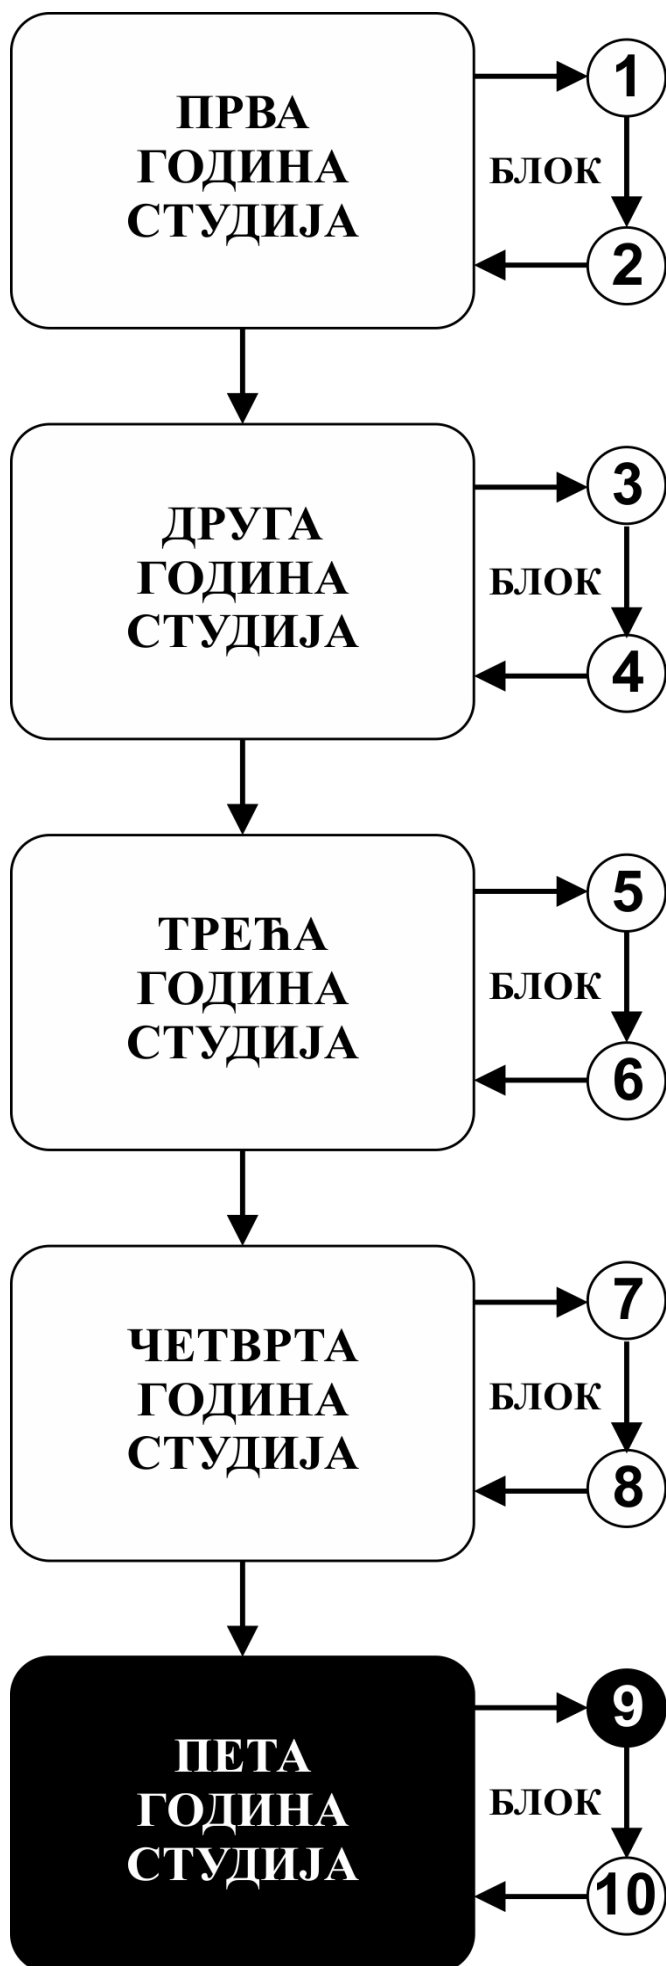 ПРВА
ГОДИНА
СТУДИЈА
1
БЛОК
2
ДРУГА
ГОДИНА
СТУДИЈА
3
БЛОК
4
ТРЕЋА
ГОДИНА
СТУДИЈА
5
БЛОК
6
ЧЕТВРТА
ГОДИНА
СТУДИЈА
7
БЛОК
8
ПЕТА
ГОДИНА
СТУДИЈА
9
БЛОК
10